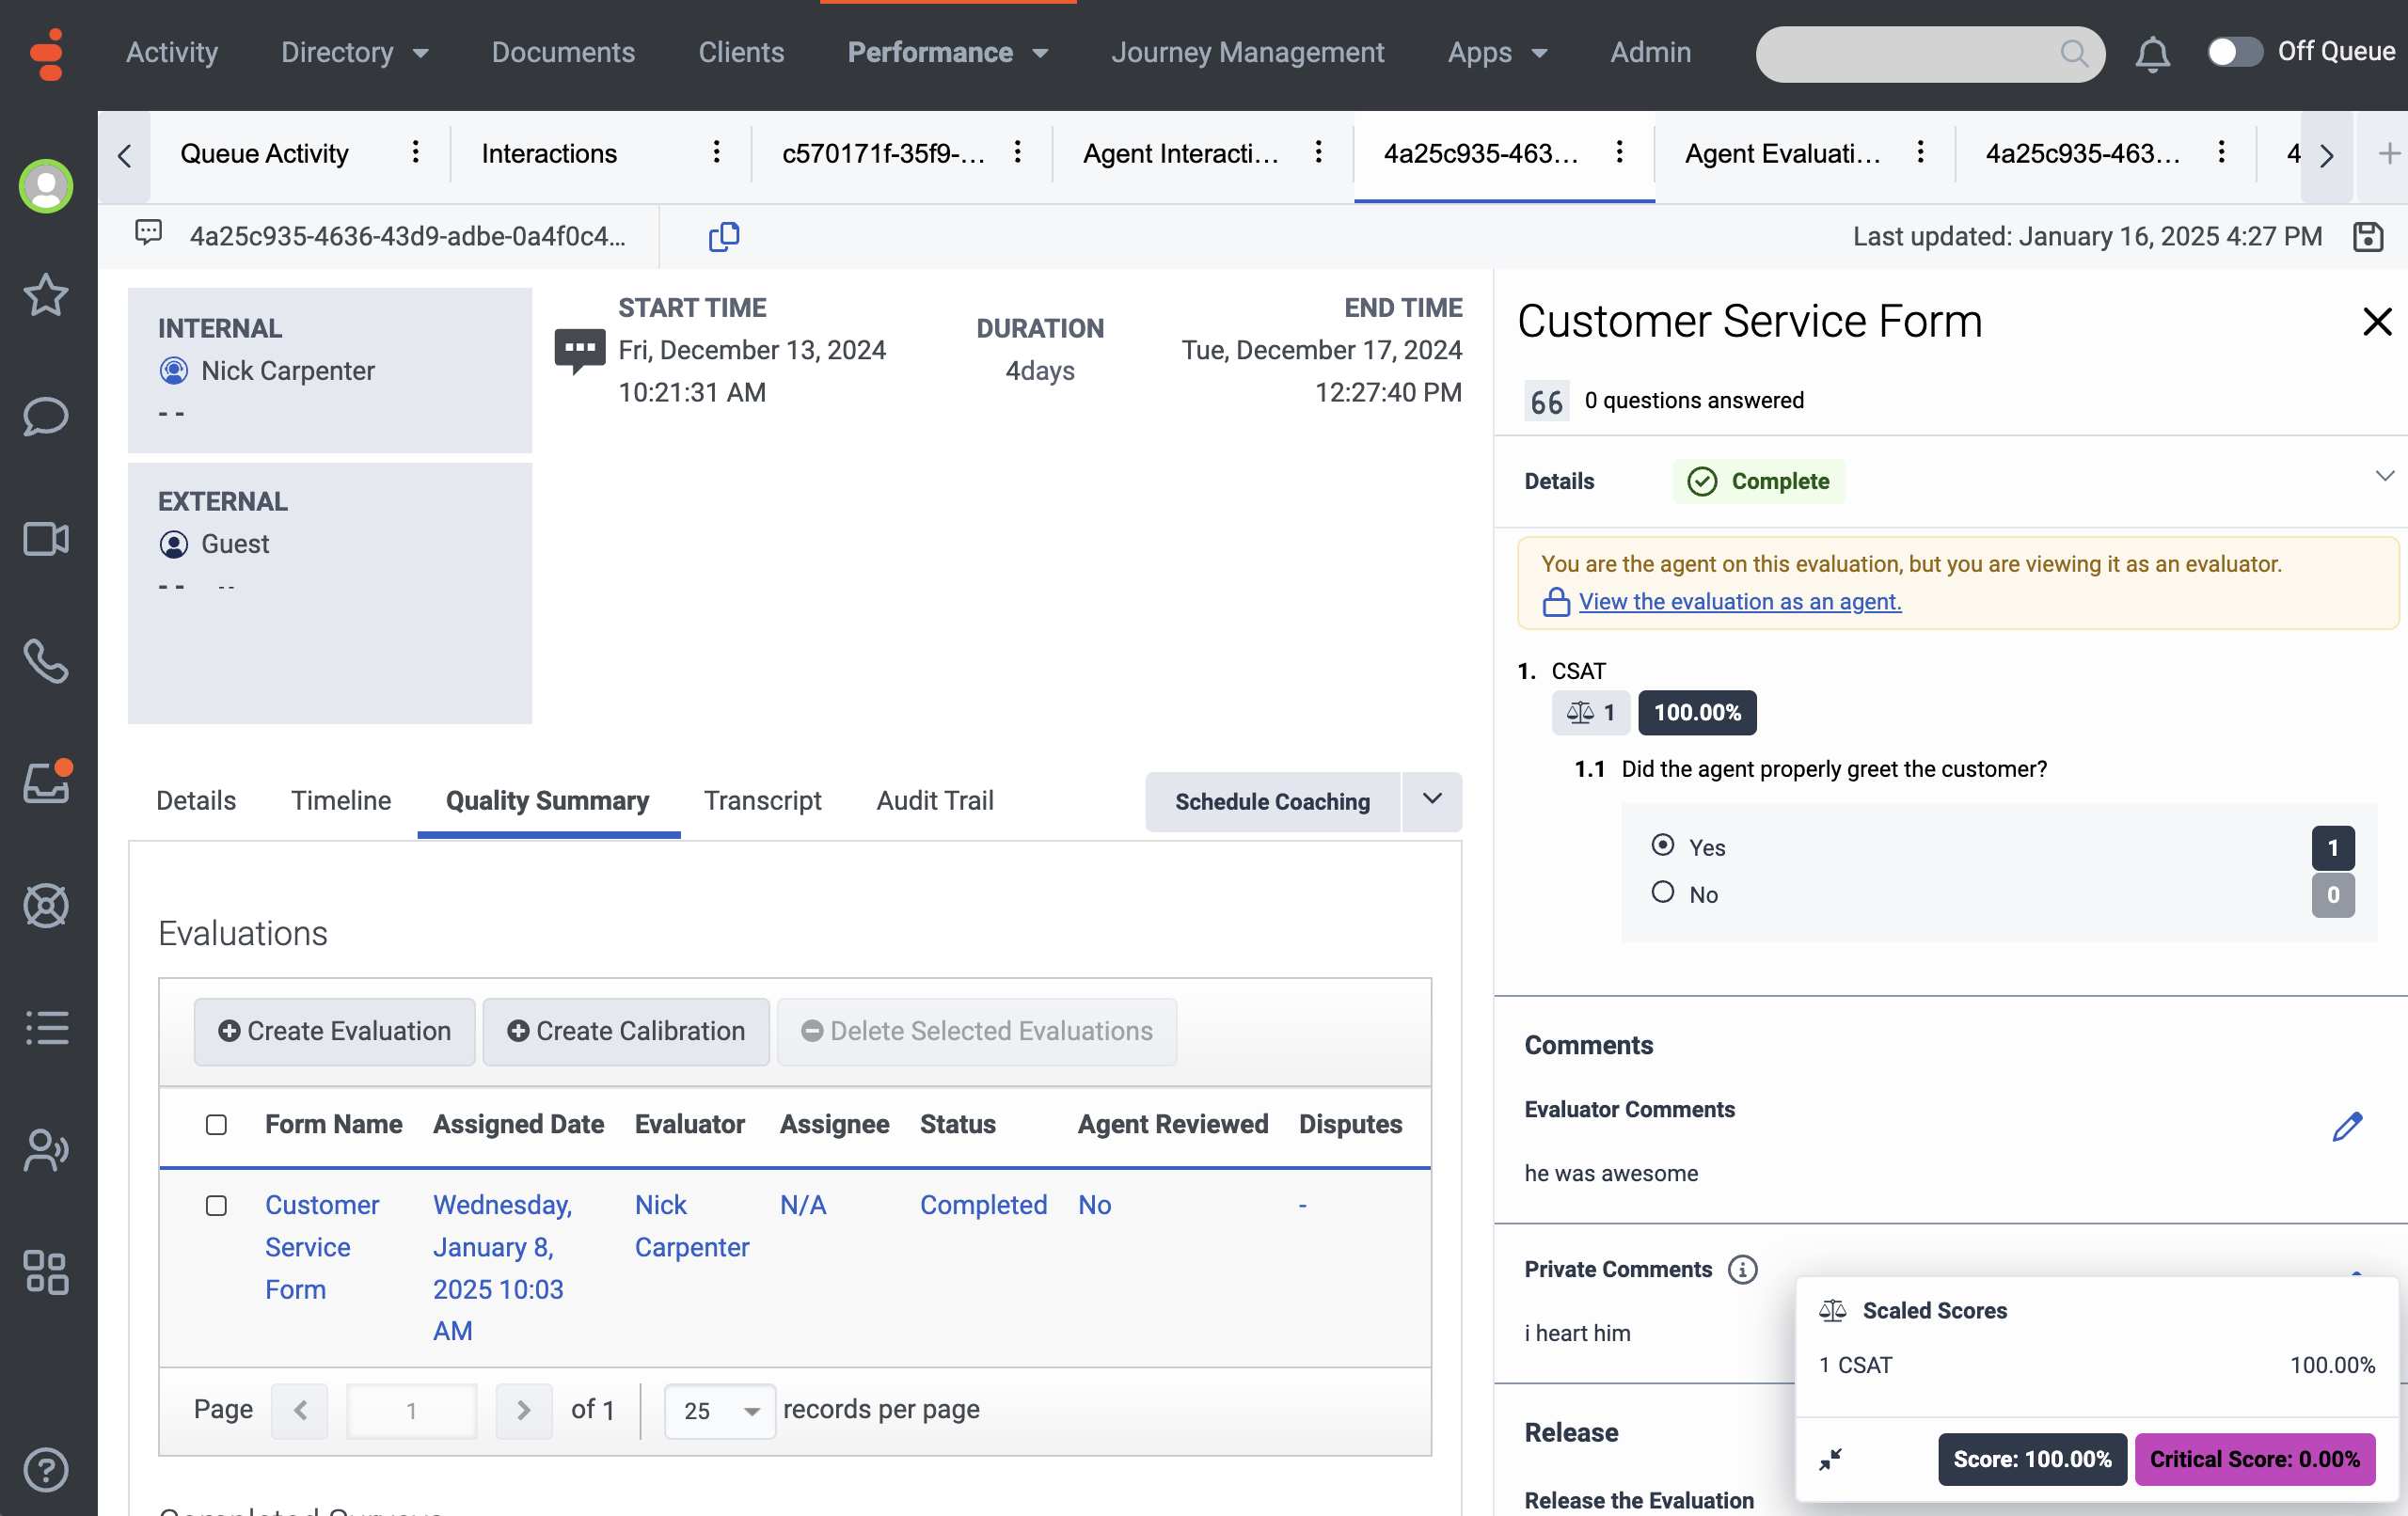 Activity Directory Documents Clients Performance Journey Management Apps Admin Off Queue
Queue Activity Interactions c570171f-35f9-... Agent Interacti... 4a25c935-463... Agent Evaluati... 4a25c935-463... 4
4a25c935-4636-43d9-adbe-0a4f0c4... Last updated: January 16, 2025 4:27 PM
INTERNAL
Nick Carpenter
- -
EXTERNAL
Guest
- - --
START TIME
Fri, December 13, 2024
10:21:31 AM
DURATION
4days
END TIME
Tue, December 17, 2024
12:27:40 PM
Details Timeline Quality Summary Transcript Audit Trail Schedule Coaching
Evaluations
Create Evaluation Create Calibration Delete Selected Evaluations
Form Name Assigned Date Evaluator Assignee Status Agent Reviewed Disputes
Customer Wednesday, Nick N/A Completed No -
Service January 8, Carpenter
Form 2025 10:03
AM
Page 1 of 1 25 records per page
Customer Service Form
66 0 questions answered
Details Complete
You are the agent on this evaluation, but you are viewing it as an evaluator.
View the evaluation as an agent.
1. CSAT
1 100.00%
1.1 Did the agent properly greet the customer?
Yes 1
No 0
Comments
Evaluator Comments
he was awesome
Private Comments
i heart him
Release
Release the Evaluation
Scaled Scores
1 CSAT 100.00%
Score: 100.00% Critical Score: 0.00%